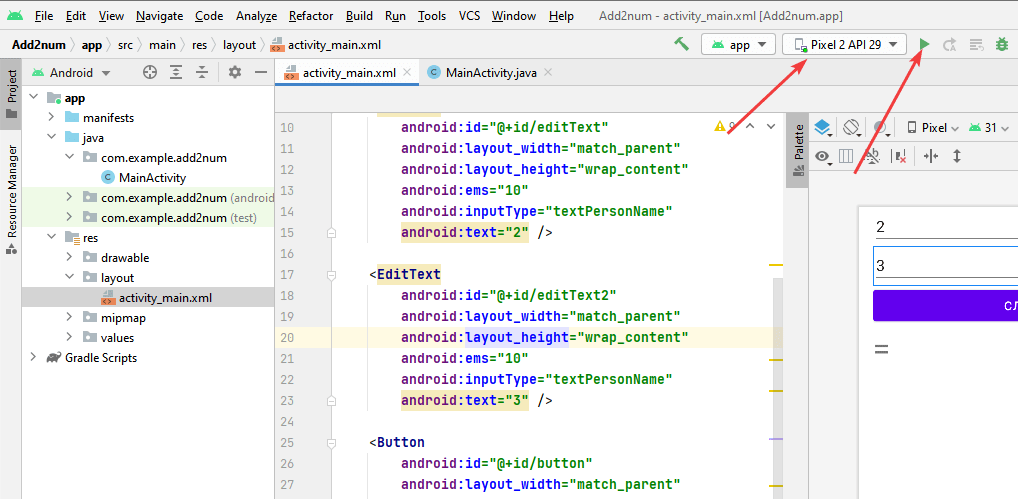 File Edit View Navigate Code Analyze Refactor Build Run Tools VCS Window Help Add2num - activity_main.xml [Add2num.app]
Add2num app src main res layout activity_main.xml app Pixel 2 API 29
Project
Resource Manager
Android
app
manifests
java
com.example.add2num
MainActivity
com.example.add2num (android
com.example.add2num (test)
res
drawable
layout
activity_main.xml
mipmap
values
Gradle Scripts
activity_main.xml MainActivity.java
10 android:id="@+id/editText"
11 android:layout_width="match_parent"
12 android:layout_height="wrap_content"
13 android:ems="10"
14 android:inputType="textPersonName"
15 android:text="2" />
16
17 <EditText
18 android:id="@+id/editText2"
19 android:layout_width="match_parent"
20 android:layout_height="wrap_content"
21 android:ems="10"
22 android:inputType="textPersonName"
23 android:text="3" />
24
25 <Button
26 android:id="@+id/button"
27 android:layout_width="match_parent"
Palette
Pixel 31
2
3
=